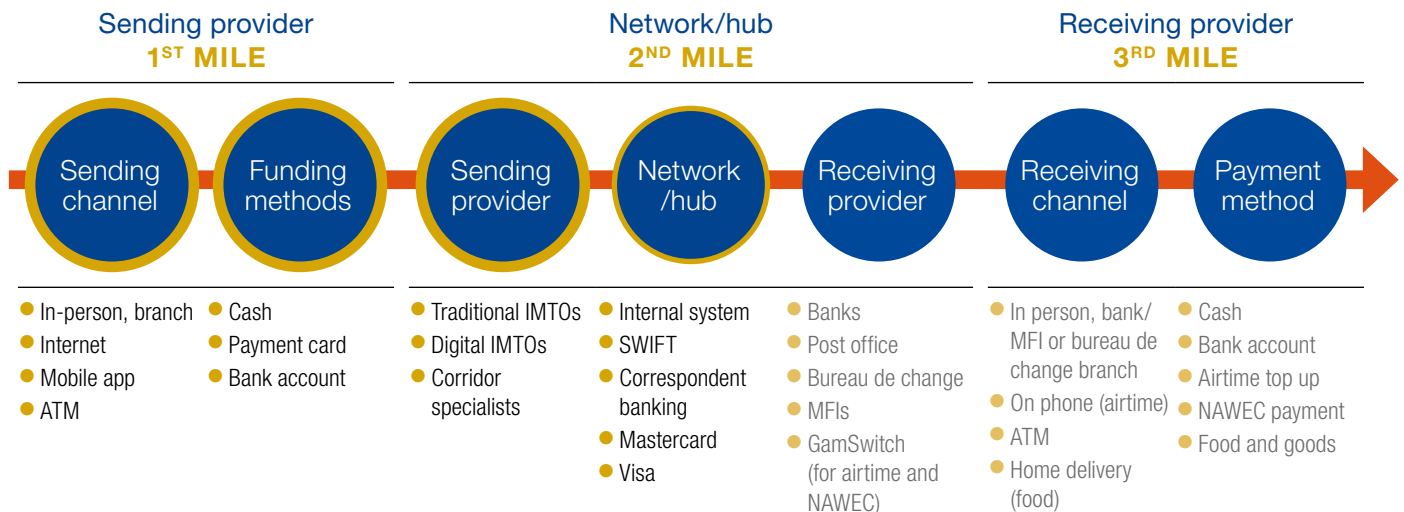 Sending provider
1ST MILE
Network/hub
2ND MILE
Receiving provider
3RD MILE
Sending
channel
Funding
methods
Sending
provider
Network
/hub
Receiving
provider
Receiving
channel
Payment
method
● In-person, branch
● Internet
● Mobile app
● ATM
● Cash
● Payment card
● Bank account
● Traditional IMTOs
● Digital IMTOs
● Corridor
specialists
● Internal system
● SWIFT
● Correspondent
banking
● Mastercard
● Visa
● Banks
● Post office
● Bureau de change
● MFIs
● GamSwitch
(for airtime and
NAWEC)
● In person, bank/
MFI or bureau de
change branch
● On phone (airtime)
● ATM
● Home delivery
(food)
● Cash
● Bank account
● Airtime top up
● NAWEC payment
● Food and goods